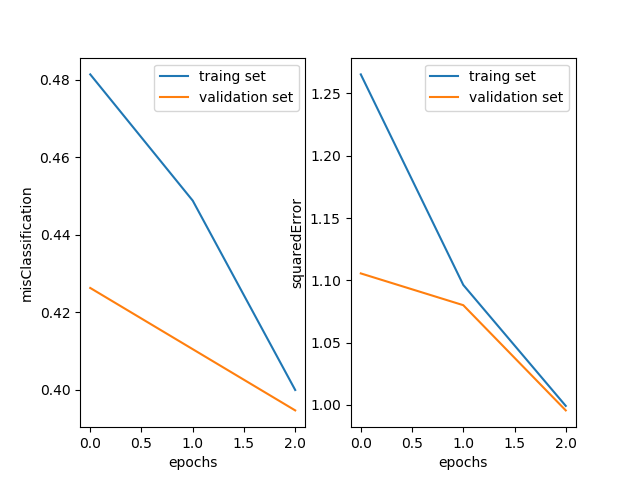 traing set
validation set
0.48
0.46
0.44
0.42
0.40
misClassification
0.0 0.5 1.0 1.5 2.0
epochs
traing set
validation set
1.25
1.20
1.15
1.10
1.05
1.00
squaredError
0.0 0.5 1.0 1.5 2.0
epochs